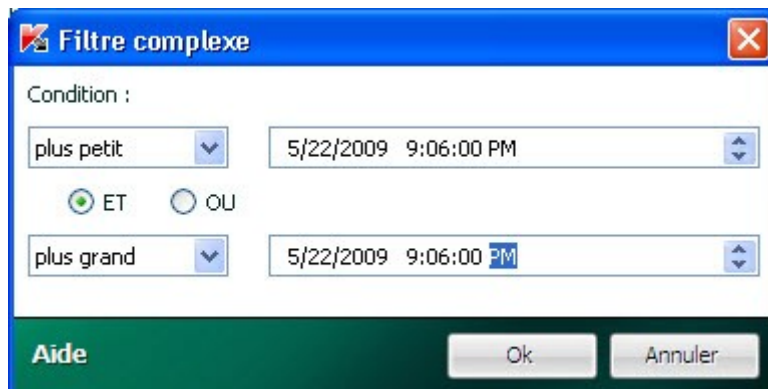 Filtre complexe
Condition :
plus petit 5/22/2009 9:06:00 PM
ET OU
plus grand 5/22/2009 9:06:00 PM
Aide Ok Annuler